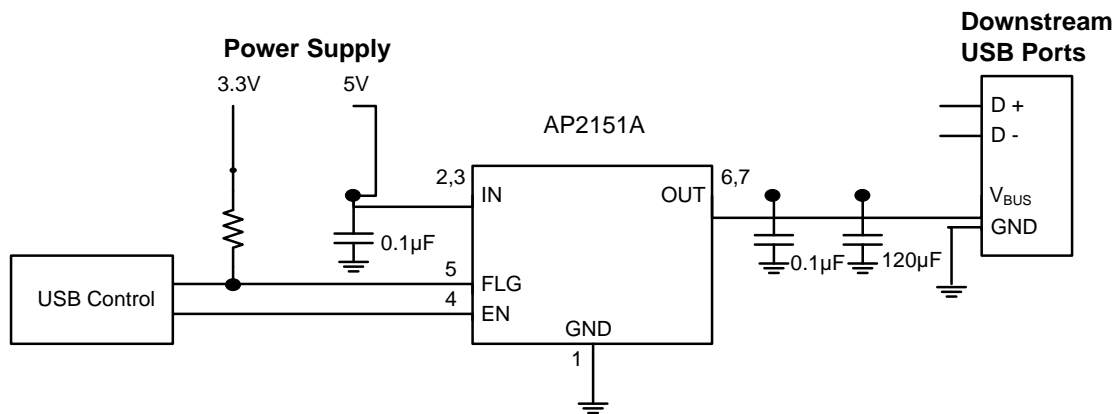 Downstream
USB Ports
Power Supply
3.3V
5V
AP2151A
D +
D -
2,3
6,7
IN
OUT
VBUS
GND
0.1µF
0.1µF
120µF
5
FLG
4
EN
USB Control
GND
1